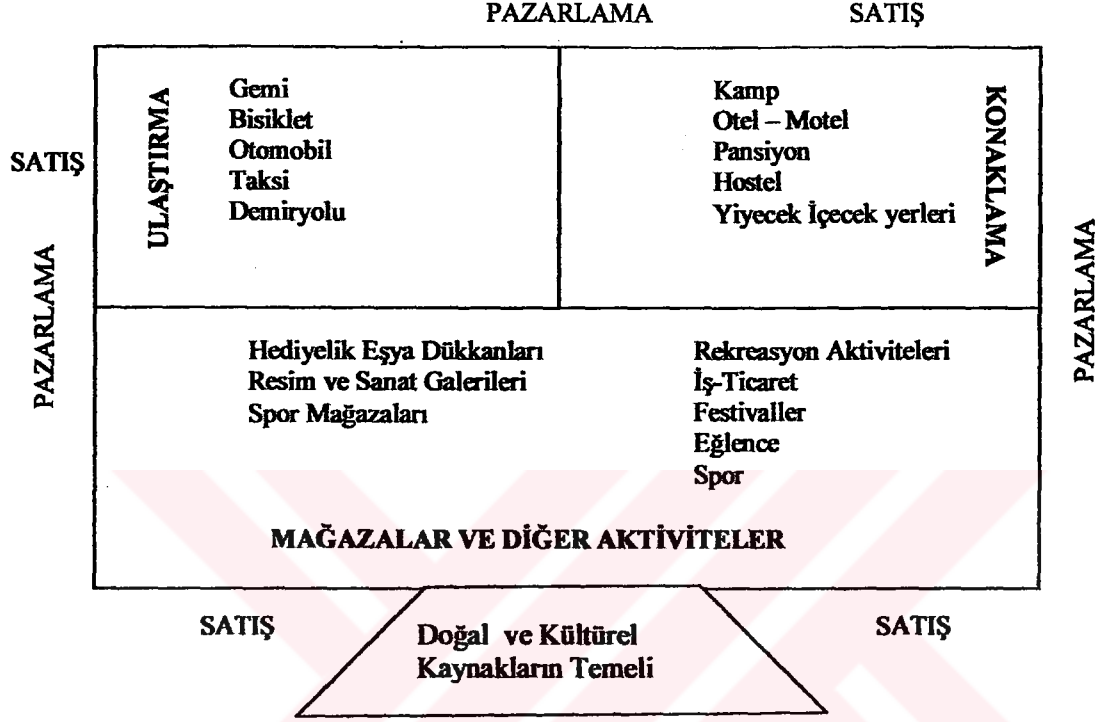 PAZARLAMA
SATIŞ
SATIŞ
PAZARLAMA
ULAŞTIRMA
Gemi
Bisiklet
Otomobil
Taksi
Demiryolu
Kamp
Otel – Motel
Pansiyon
Hostel
Yiyecek İçecek yerleri
KONAKLAMA
PAZARLAMA
Hediyelik Eşya Dükkanları
Resim ve Sanat Galerileri
Spor Mağazaları
Rekreasyon Aktiviteleri
İş-Ticaret
Festivaller
Eğlence
Spor
MAĞAZALAR VE DİĞER AKTİVİTELER
SATIŞ
SATIŞ
Doğal ve Kültürel
Kaynakların Temeli